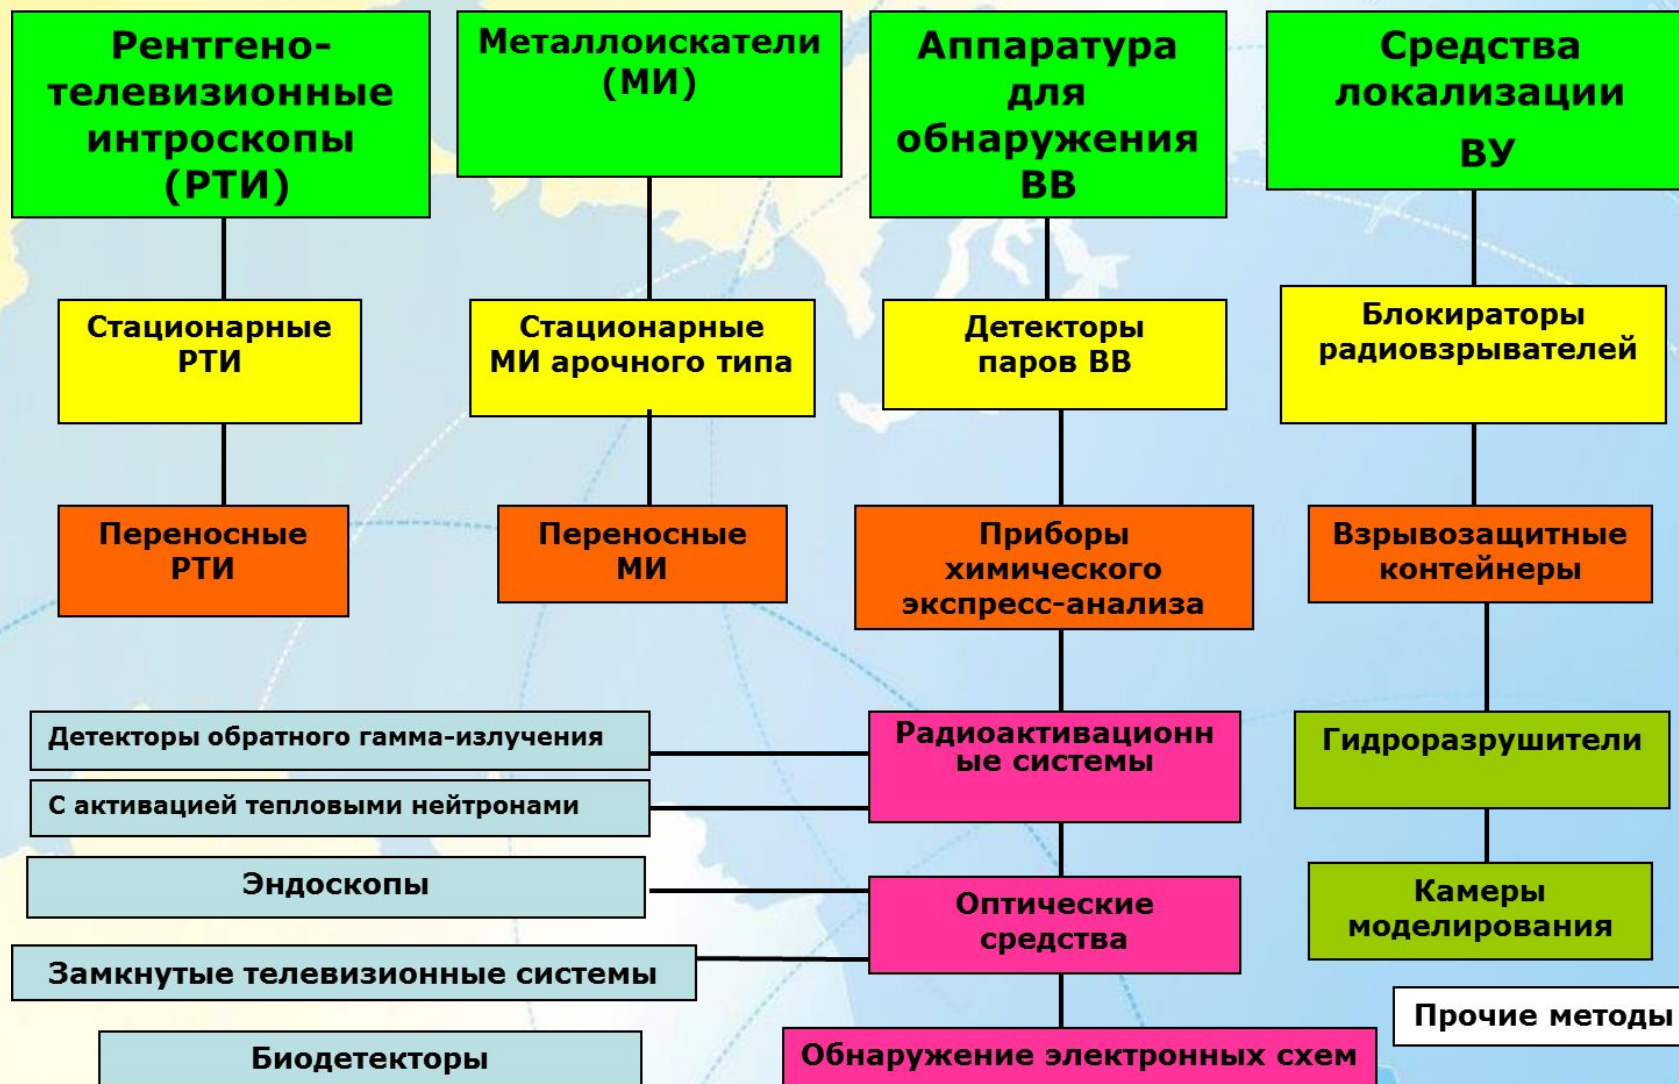 Рентгено-
телевизионные
интроскопы
(РТИ)
Металлоискатели
(МИ)
Аппаратура
для
обнаружения
ВВ
Средства
локализации
ВУ
Стационарные
РТИ
Стационарные
МИ арочного типа
Детекторы
паров ВВ
Блокираторы
радиовзрывателей
Переносные
РТИ
Переносные
МИ
Приборы
химического
экспресс-анализа
Взрывозащитные
контейнеры
Детекторы обратного гамма-излучения
Радиоактивационн
ые системы
Гидроразрушители
С активацией тепловыми нейтронами
Эндоскопы
Оптические
средства
Камеры
моделирования
Замкнутые телевизионные системы
Прочие методы
Биодетекторы
Обнаружение электронных схем